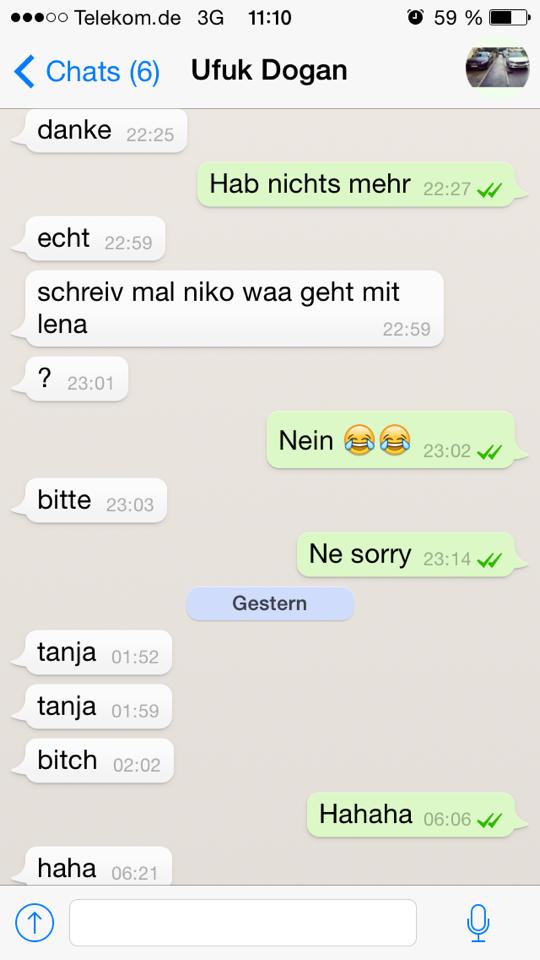 Telekom.de 3G 11:10 59 %
Chats (6) Ufuk Dogan
danke 22:25
Hab nichts mehr 22:27
echt 22:59
schreiv mal niko waa geht mit
lena 22:59
? 23:01
Nein 😂😂 23:02
bitte 23:03
Ne sorry 23:14
Gestern
tanja 01:52
tanja 01:59
bitch 02:02
Hahaha 06:06
haha 06:21